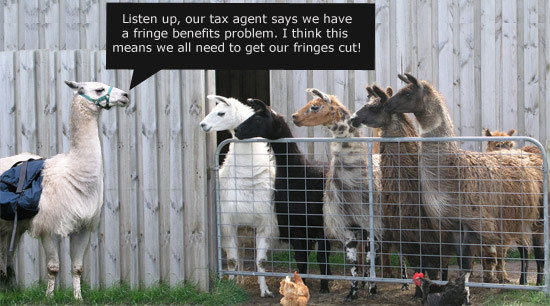 Listen up, our tax agent says we have
a fringe benefits problem. I think this
means we all need to get our fringes cut!